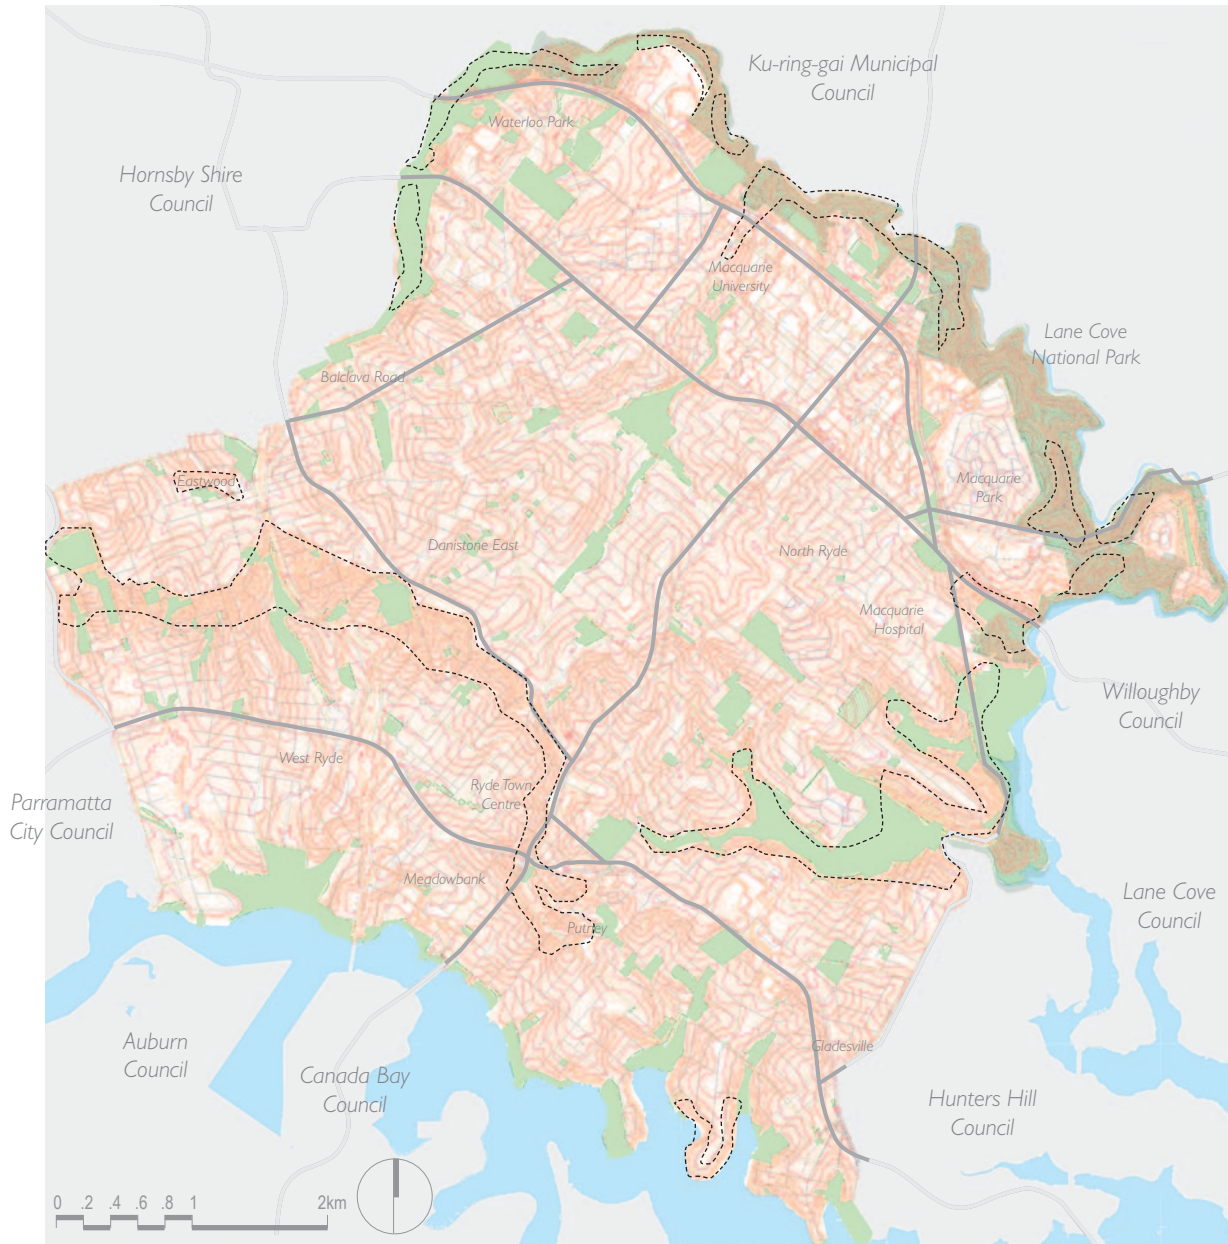 Ku-ring-gai Municipal
Council
Waterloo Park
Hornsby Shire
Council
Macquarie
University
Lane Cove
National Park
Balclava Road
Eastwood
Macquarie
Park
Danistone East
North Ryde
Macquarie
Hospital
Willoughby
Council
West Ryde
Ryde Town
Centre
Parramatta
City Council
Meadowbank
Lane Cove
Council
Putney
Auburn
Council
Gladesville
Canada Bay
Council
Hunters Hill
Council
0 .2 .4 .6 .8 1 2km